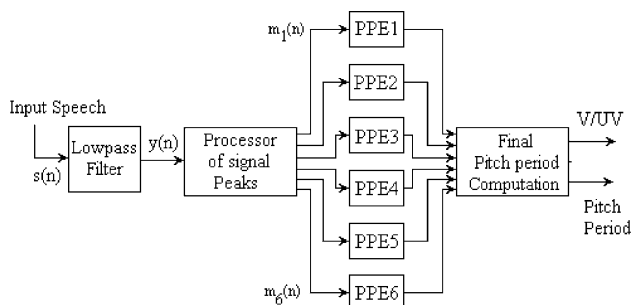 m1(n)
PPE1
PPE2
Input Speech
s(n)
Lowpass
Filter
y(n)
Processor
of signal
Peaks
PPE3
PPE4
PPE5
m6(n)
PPE6
Final
Pitch period
Computation
V/UV
Pitch
Period